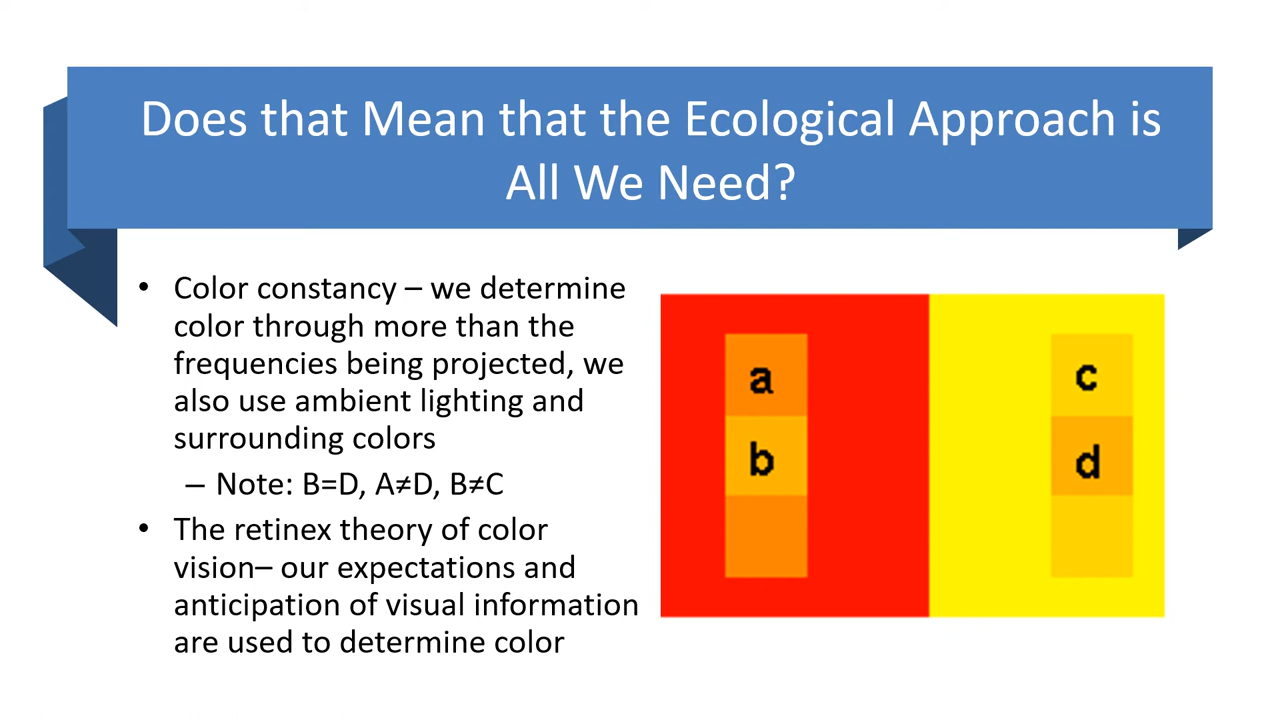 Does that Mean that the Ecological Approach is
All We Need?
• Color constancy – we determine
color through more than the
frequencies being projected, we
also use ambient lighting and
surrounding colors
– Note: B=D, A≠D, B≠C
• The retinex theory of color
vision– our expectations and
anticipation of visual information
are used to determine color
a
b
c
d